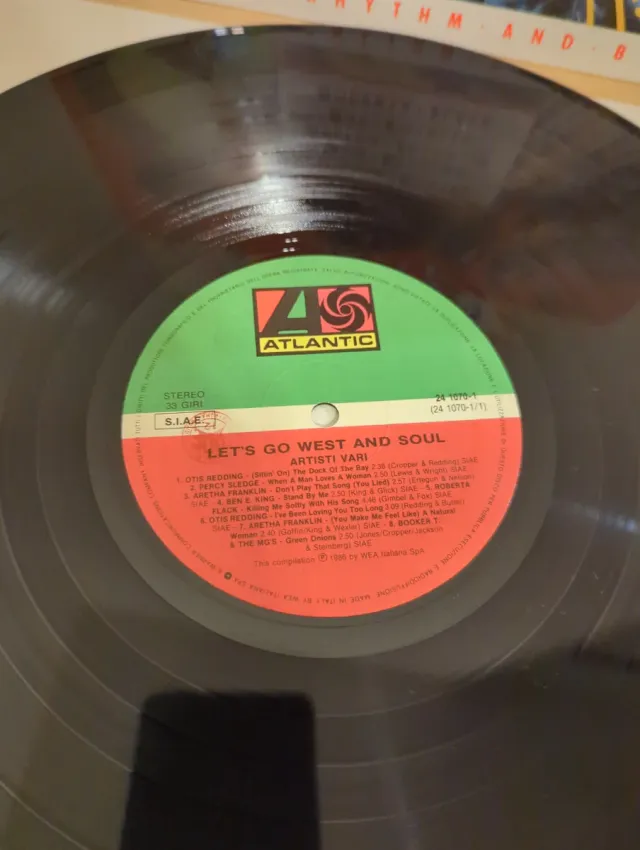 RHYTHM · AND · B
ATLANTIC
STEREO
33 GIRI
S.I.A.E.
24 1070-1
(24 1070-1/1)
LET'S GO WEST AND SOUL
ARTISTI VARI
1. OTIS REDDING - (Sittin' On) The Dock Of The Bay 2.38 (Cropper & Redding) SIAE
2. PERCY SLEDGE - When A Man Loves A Woman 2.50 (Lewis & Wright) SIAE
3. ARETHA FRANKLIN - Don't Play That Song (You Lied) 2.57 (Ertegun & Nelson)
SIAE - 4. BEN E. KING - Stand By Me 2.50 (King & Glick) SIAE - 5. ROBERTA
FLACK - Killing Me Softly With His Song 4.46 (Gimbel & Fox) SIAE
6. OTIS REDDING - I've Been Loving You Too Long 3.09 (Redding & Butler)
SIAE - 7. ARETHA FRANKLIN - (You Make Me Feel Like) A Natural
Woman 2.40 (Goffin/King & Wexler) SIAE - 8. BOOKER T.
& THE MG'S - Green Onions 2.50 (Jones/Cropper/Jackson
& Steinberg) SIAE
This compilation Ⓟ 1986 by WEA Italiana SpA
MADE IN ITALY BY WEA ITALIANA SPA